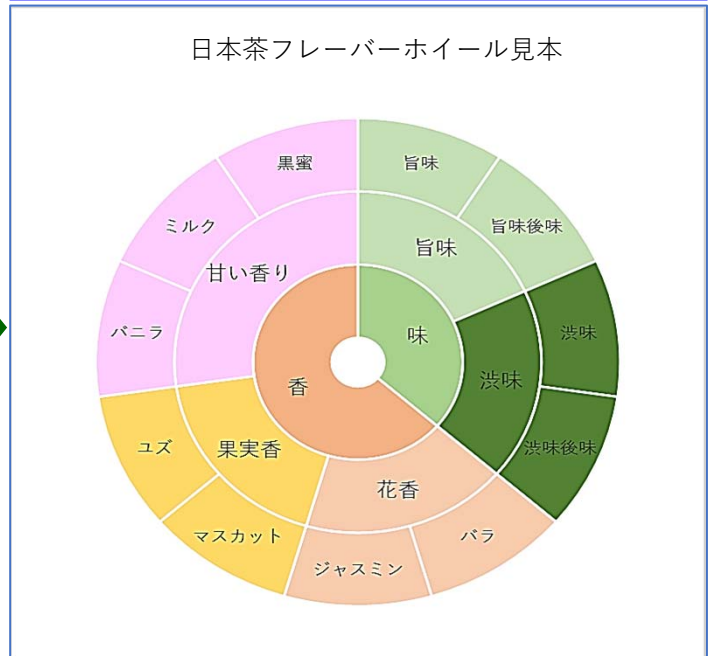 日本茶フレーバーホイール見本
味
旨味
旨味
旨味後味
渋味
渋味
渋味後味
香
花香
バラ
ジャスミン
果実香
マスカット
ユズ
甘い香り
バニラ
ミルク
黒蜜